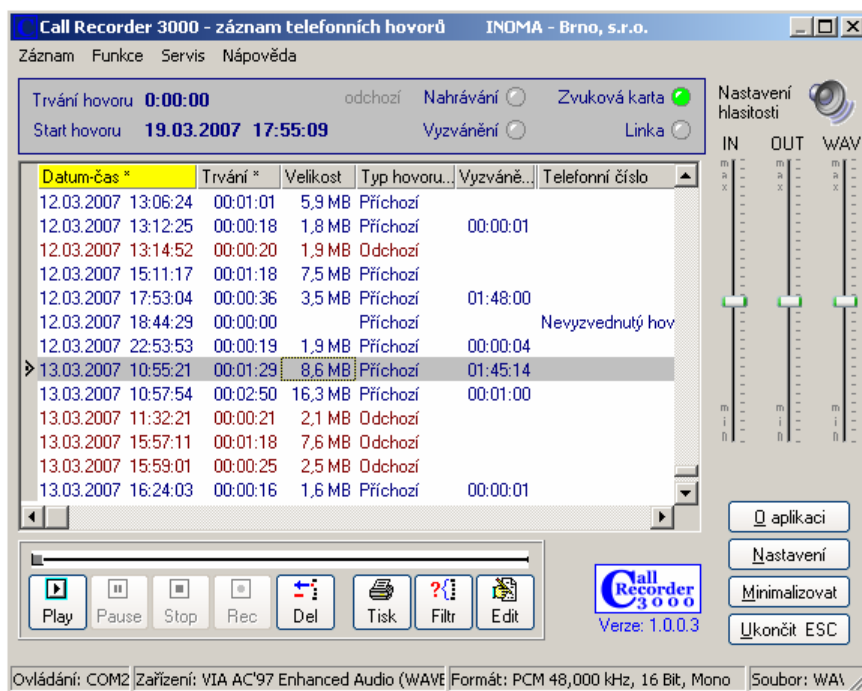 Call Recorder 3000 - záznam telefonních hovorů INOMA - Brno, s.r.o.
Záznam Funkce Servis Nápověda
Trvání hovoru 0:00:00 odchozí Nahrávání Zvuková karta
Start hovoru 19.03.2007 17:55:09 Vyzvánění Linka
Nastavení
hlasitosti
IN OUT WAV
max max max
Datum-čas * Trvání * Velikost Typ hovoru... Vyzváně... Telefonní číslo
12.03.2007 13:06:24 00:01:01 5,9 MB Příchozí
12.03.2007 13:12:25 00:00:18 1,8 MB Příchozí 00:00:01
12.03.2007 13:14:52 00:00:20 1,9 MB Odchozí
12.03.2007 15:11:17 00:01:18 7,5 MB Příchozí
12.03.2007 17:53:04 00:00:36 3,5 MB Příchozí 01:48:00
12.03.2007 18:44:29 00:00:00 Příchozí Nevyzvednutý hov
12.03.2007 22:53:53 00:00:19 1,9 MB Příchozí 00:00:04
13.03.2007 10:55:21 00:01:29 8,6 MB Příchozí 01:45:14
13.03.2007 10:57:54 00:02:50 16,3 MB Příchozí 00:01:00
13.03.2007 11:32:21 00:00:21 2,1 MB Odchozí
13.03.2007 15:57:11 00:01:18 7,6 MB Odchozí
13.03.2007 15:59:01 00:00:25 2,5 MB Odchozí
13.03.2007 16:24:03 00:00:16 1,6 MB Příchozí 00:00:01
min min min
O aplikaci
Nastavení
Minimalizovat
Ukončit ESC
Play Pause Stop Rec Del Tisk Filtr Edit
Call
Recorder
3000
Verze: 1.0.0.3
Ovládání: COM2 Zařízení: VIA AC'97 Enhanced Audio (WAVE Formát: PCM 48,000 kHz, 16 Bit, Mono Soubor: WAV